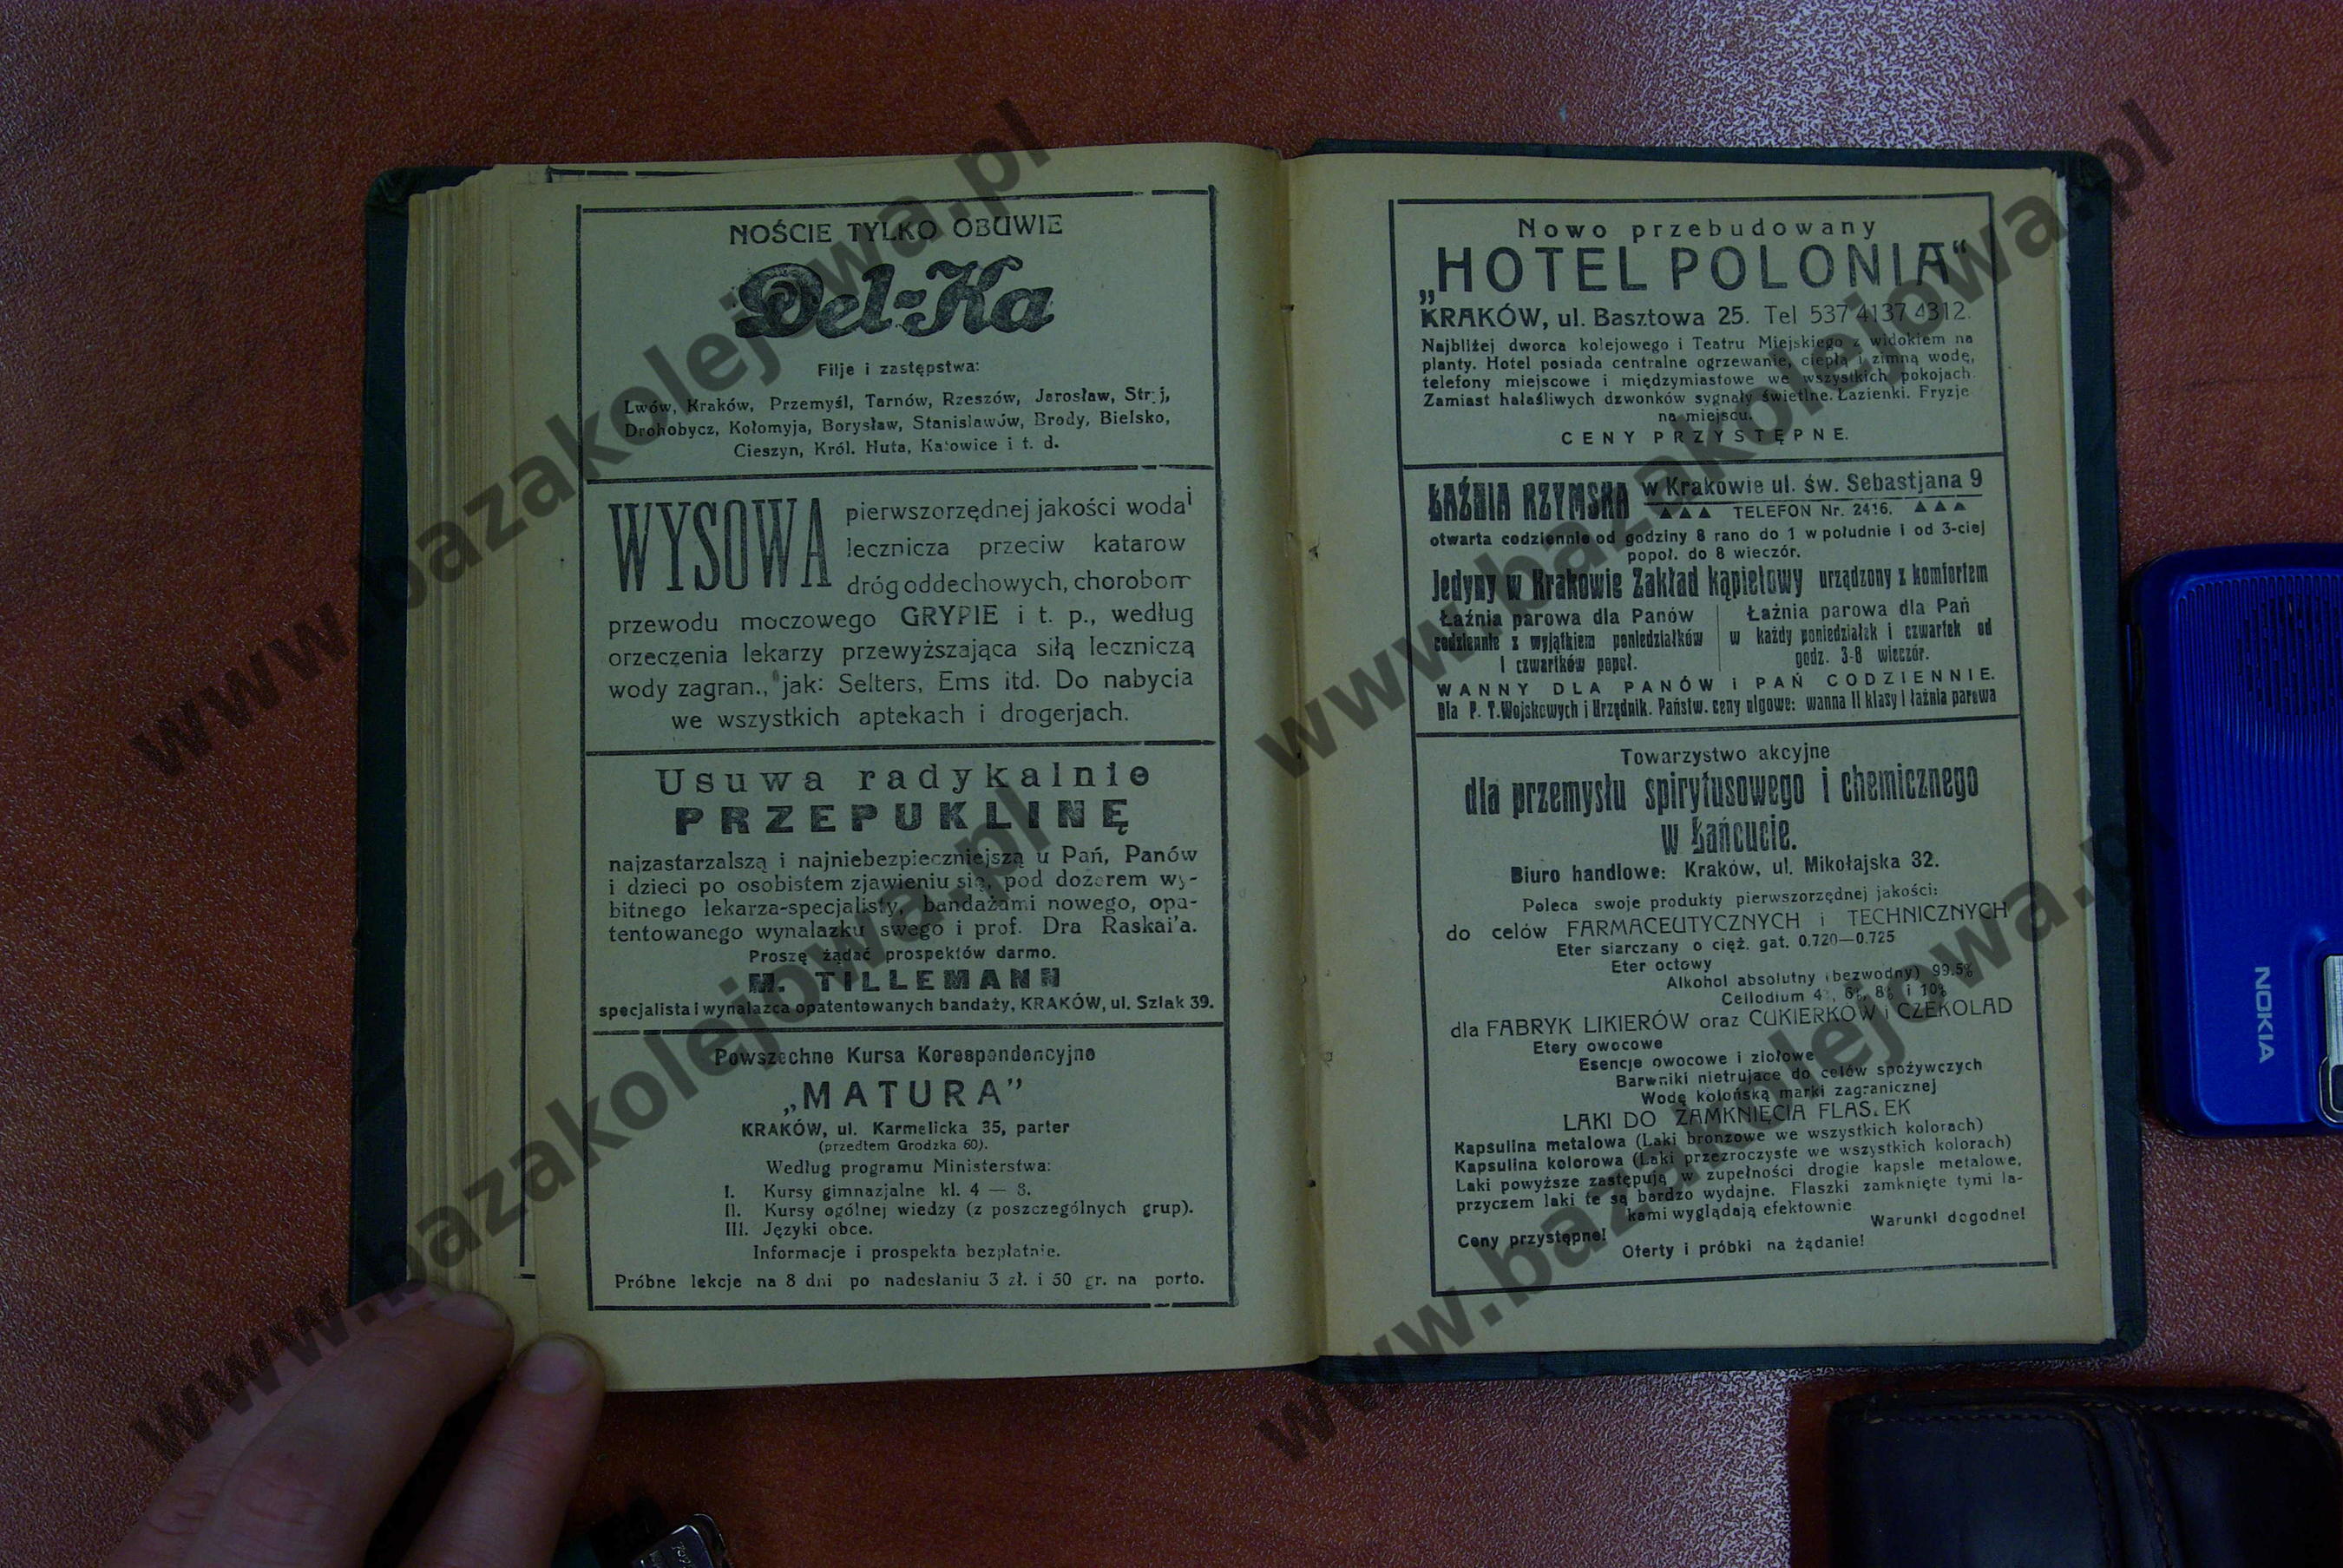 NOŚCIE TYLKO OBUWIE
Del-Ka
Filje i zastępstwa:
Lwów, Kraków, Przemyśl, Tarnów, Rzeszów, Jarosław, Stryj,
Drohobycz, Kołomyja, Borysław, Stanisławów, Brody, Bielsko,
Cieszyn, Król. Huta, Katowice i t. d.
WYSOWA pierwszorzędnej jakości woda
lecznicza przeciw katarow i
dróg oddechowych, chorobom
przewodu moczowego GRYPIE i t. p., według
orzeczenia lekarzy przewyższająca siłą leczniczą
wody zagran., jak: Selters, Ems itd. Do nabycia
we wszystkich aptekach i drogerjach.
Usuwa radykalnie
PRZEPUKLINĘ
najzastarzalszą i najniebezpieczniejszą u Pań, Panów
i dzieci po osobistem zjawieniu się, pod dozorem wy-
bitnego lekarza-specjalisty, bandażami nowego, opa-
tentowanego wynalazku swego i prof. Dra Raskai'a.
Proszę żądać prospektów darmo.
M. TILLEMANN
specjalista i wynalazca opatentowanych bandaży, KRAKÓW, ul. Szlak 39.
Powszechne Kursa Korespondencyjne
„MATURA”
KRAKÓW, ul. Karmelicka 35, parter
(przedtem Grodzka 60).
Według programu Ministerstwa:
I. Kursy gimnazjalne kl. 4 — 8.
II. Kursy ogólnej wiedzy (z poszczególnych grup).
III. Języki obce.
Informacje i prospekta bezpłatnie.
Próbne lekcje na 8 dni po nadesłaniu 3 zł. i 50 gr. na porto.
Nowo przebudowany
„HOTEL POLONIA“
KRAKÓW, ul. Basztowa 25. Tel 537 4137 4312.
Najbliżej dworca kolejowego i Teatru Miejskiego z widokiem na
planty. Hotel posiada centralne ogrzewanie, ciepłą i zimną wodę,
telefony miejscowe i międzymiastowe we wszystkich pokojach.
Zamiast hałaśliwych dzwonków sygnały świetlne. Łazienki. Fryzje
na miejscu.
CENY PRZYSTĘPNE.
ŁAŹNIA RZYMSKA w Krakowie ul. św. Sebastjana 9
▲▲▲ TELEFON Nr. 2416. ▲▲▲
otwarta codziennie od godziny 8 rano do 1 w południe i od 3-ciej
popoł. do 8 wieczór.
Jedyny w Krakowie Zakład kąpielowy urządzony z komfortem
Łaźnia parowa dla Panów
codziennie z wyjątkiem poniedziałków
i czwartków popoł.
Łaźnia parowa dla Pań
w każdy poniedziałek i czwartek od
godz. 3-8 wieczór.
WANNY DLA PANÓW i PAŃ CODZIENNIE.
Dla P. T. Wojskowych i Urzędnik. Państw. ceny ulgowe: wanna II klasy i łaźnia parowa
Towarzystwo akcyjne
dla przemysłu spirytusowego i chemicznego
w Łańcucie.
Biuro handlowe: Kraków, ul. Mikołajska 32.
Poleca swoje produkty pierwszorzędnej jakości:
do celów FARMACEUTYCZNYCH i TECHNICZNYCH
Eter siarczany o cięż. gat. 0.720—0.725
Eter octowy
Alkohol absolutny (bezwodny) 99.5%
Cellodium 4%, 6%, 8% i 10%
dla FABRYK LIKIERÓW oraz CUKIERKÓW i CZEKOLAD
Etery owocowe
Esencje owocowe i ziołowe
Barwniki nietrujące do celów spożywczych
Wodę kolońską marki zagranicznej
LAKI DO ZAMKNIĘCIA FLASZEK
Kapsulina metalowa (Laki bronzowe we wszystkich kolorach)
Kapsulina kolorowa (Laki przezroczyste we wszystkich kolorach)
Laki powyższe zastępują w zupełności drogie kapsle metalowe,
przyczem laki te są bardzo wydajne. Flaszki zamknięte tymi la-
kami wyglądają efektownie
Ceny przystępne! Warunki dogodne!
Oferty i próbki na żądanie!
NOKIA
www.bazakolejowa.pl
www.bazakolejowa.pl
www.bazakolejowa.pl
www.bazakolejowa.pl